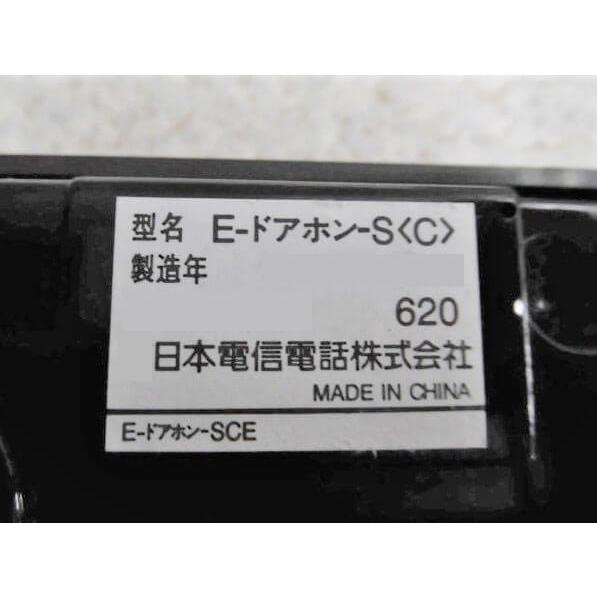 型名 E-ドアホン-S〈C〉
製造年
620
日本電信電話株式会社
MADE IN CHINA
E-ドアホン-SCE